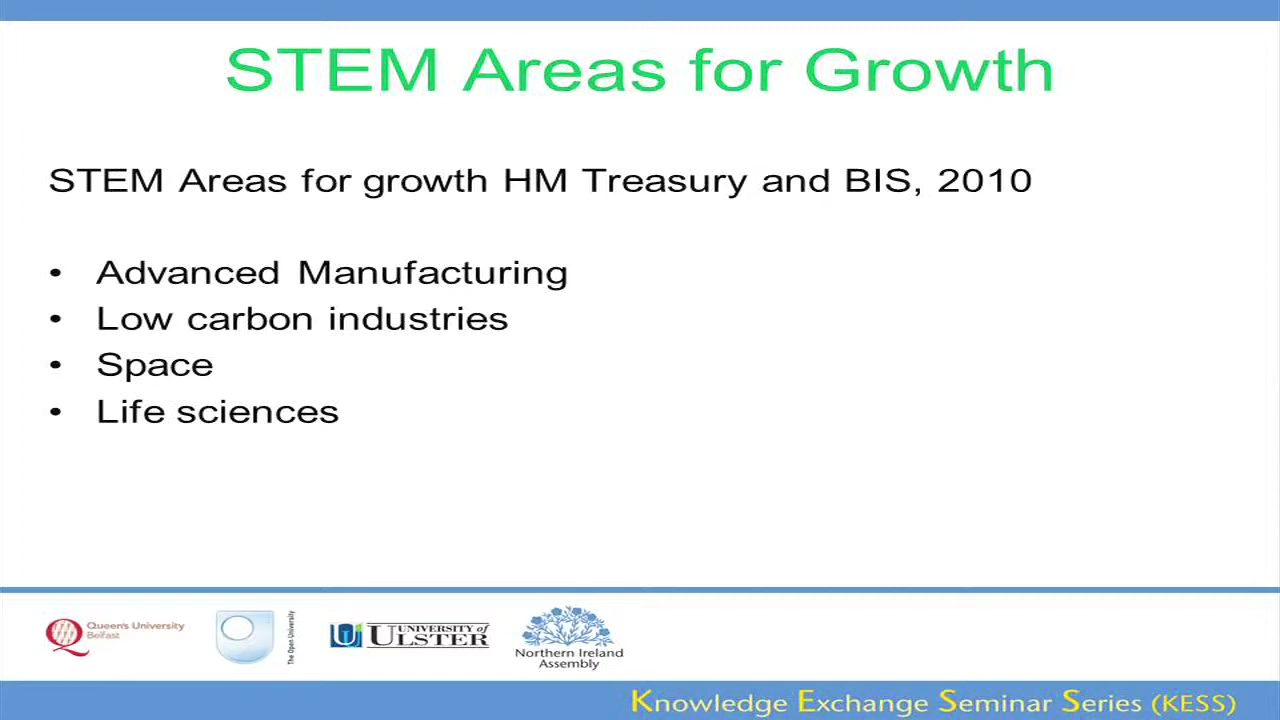 STEM Areas for Growth
STEM Areas for growth HM Treasury and BIS, 2010
• Advanced Manufacturing
• Low carbon industries
• Space
• Life sciences
Queen's University
Belfast
The Open University
UNIVERSITY of
ULSTER
Northern Ireland
Assembly
Knowledge Exchange Seminar Series (KESS)